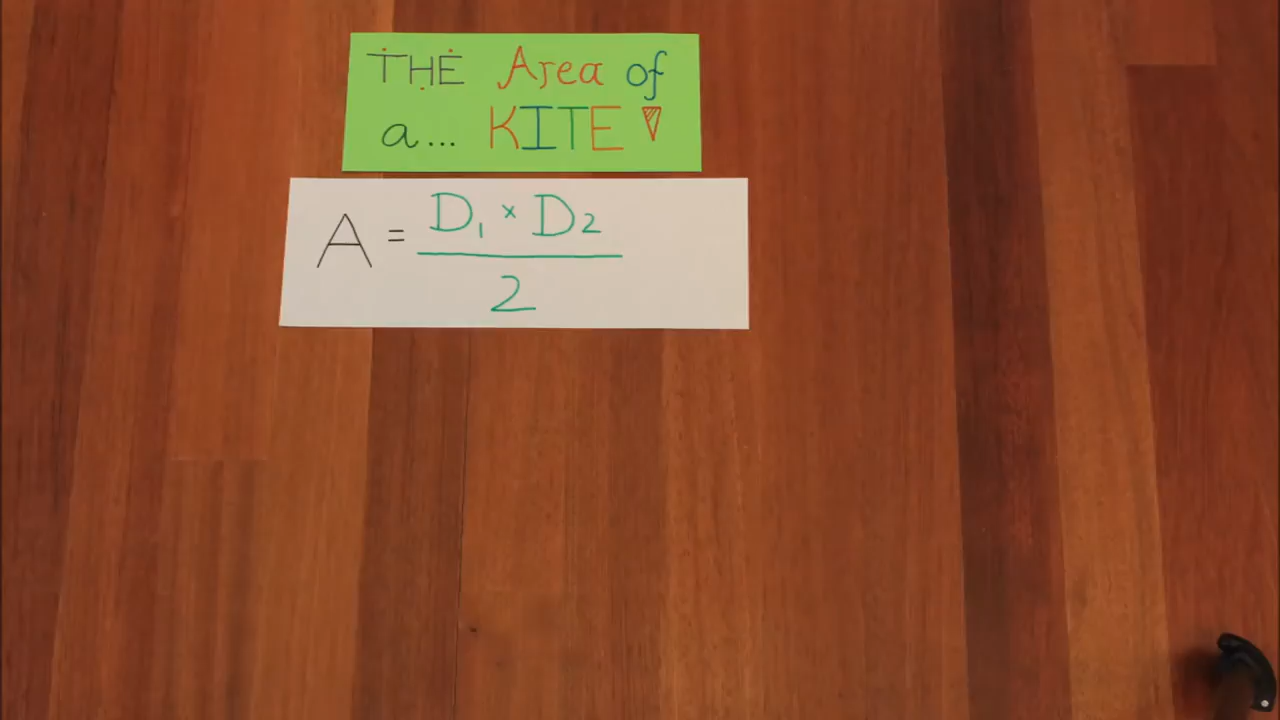 THE Area of
a... KITE
A = D₁ × D₂
2